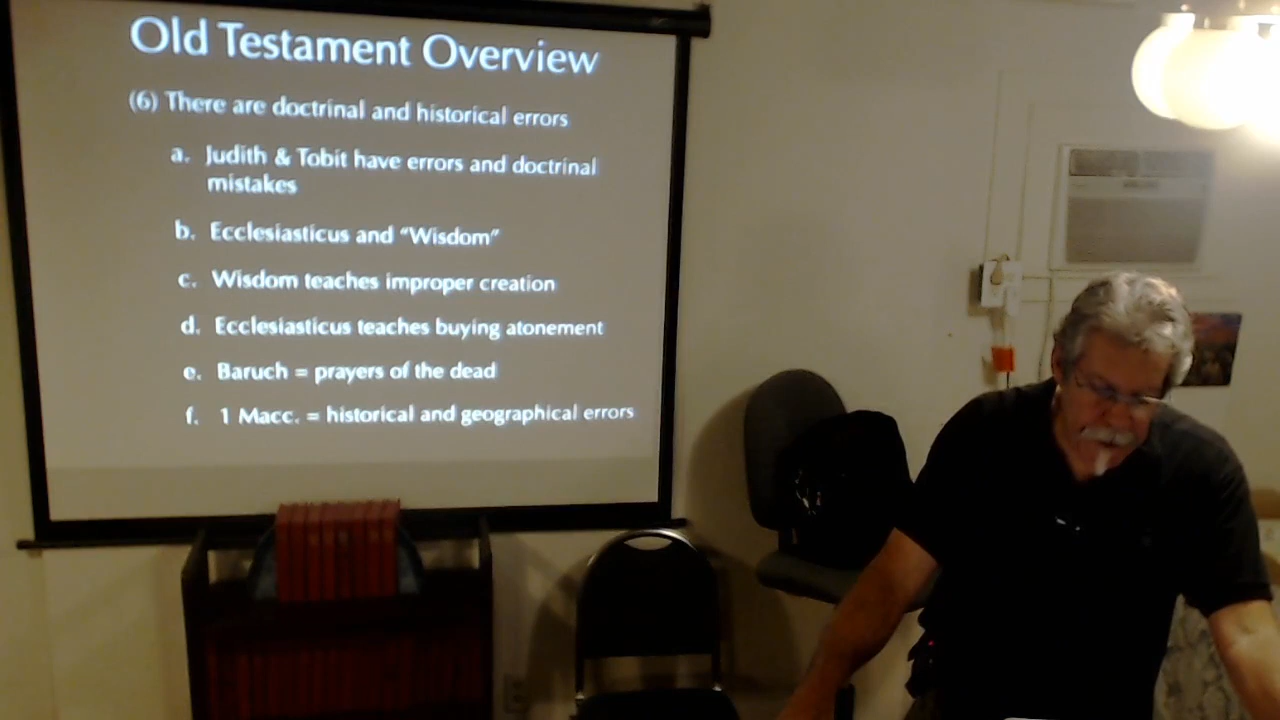 Old Testament Overview
(6) There are doctrinal and historical errors
a. Judith & Tobit have errors and doctrinal
mistakes
b. Ecclesiasticus and “Wisdom”
c. Wisdom teaches improper creation
d. Ecclesiasticus teaches buying atonement
e. Baruch = prayers of the dead
f. 1 Macc. = historical and geographical errors